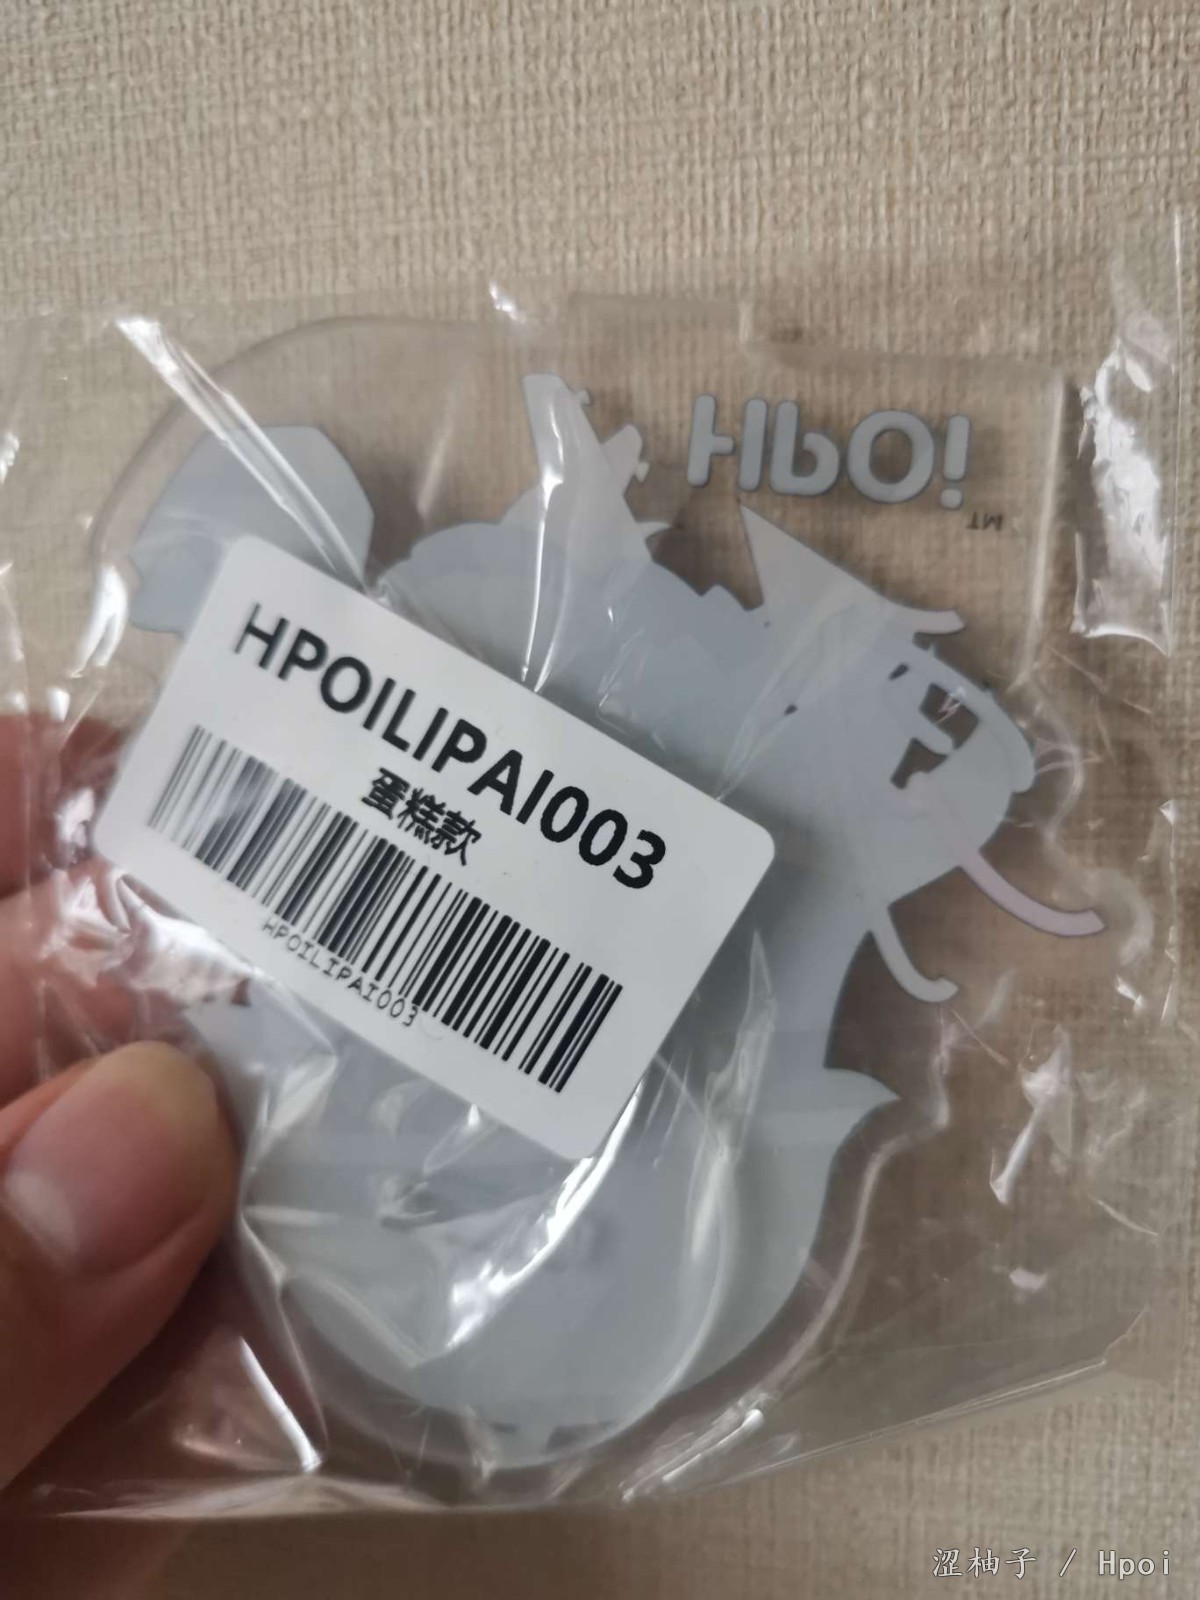 HpOi!
TM
HPOILIPAI003
蛋糕款
HPOILIPAI003
涩柚子 / Hpoi